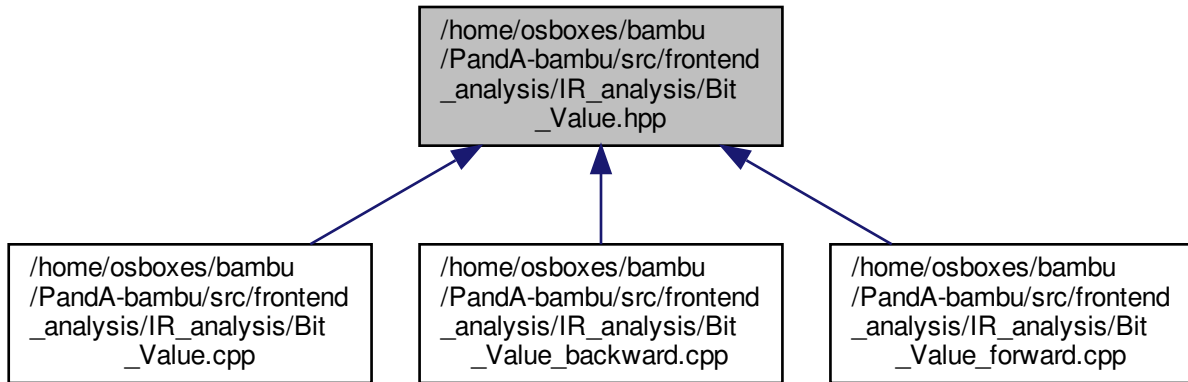 /home/osboxes/bambu
/PandA-bambu/src/frontend
_analysis/IR_analysis/Bit
_Value.hpp
/home/osboxes/bambu
/PandA-bambu/src/frontend
_analysis/IR_analysis/Bit
_Value.cpp
/home/osboxes/bambu
/PandA-bambu/src/frontend
_analysis/IR_analysis/Bit
_Value_backward.cpp
/home/osboxes/bambu
/PandA-bambu/src/frontend
_analysis/IR_analysis/Bit
_Value_forward.cpp